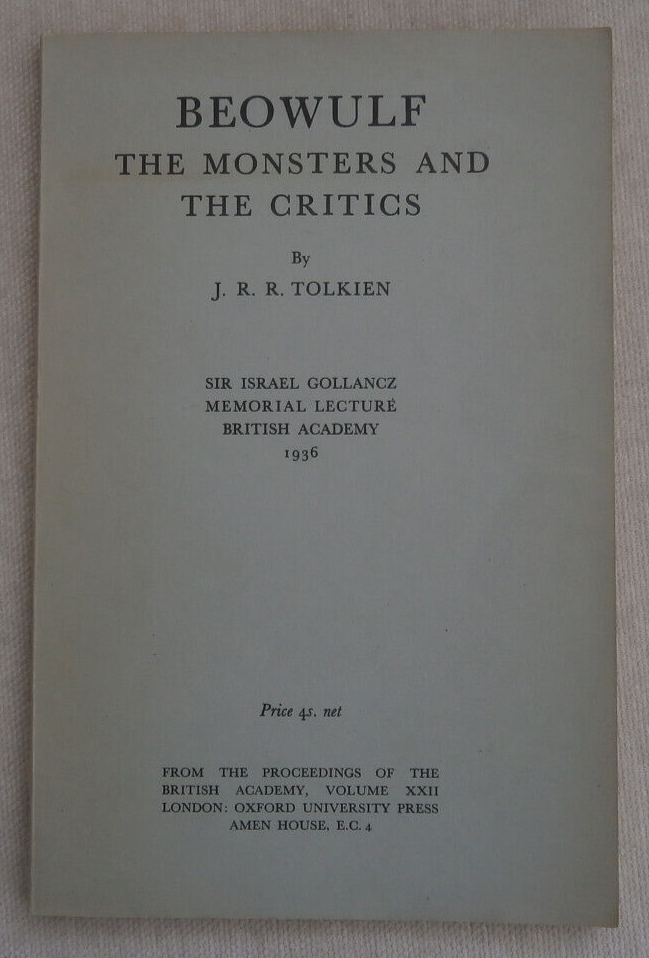 BEOWULF
THE MONSTERS AND
THE CRITICS
By
J. R. R. TOLKIEN
SIR ISRAEL GOLLANCZ
MEMORIAL LECTURE
BRITISH ACADEMY
1936
Price 4s. net
FROM THE PROCEEDINGS OF THE
BRITISH ACADEMY, VOLUME XXII
LONDON: OXFORD UNIVERSITY PRESS
AMEN HOUSE, E.C. 4